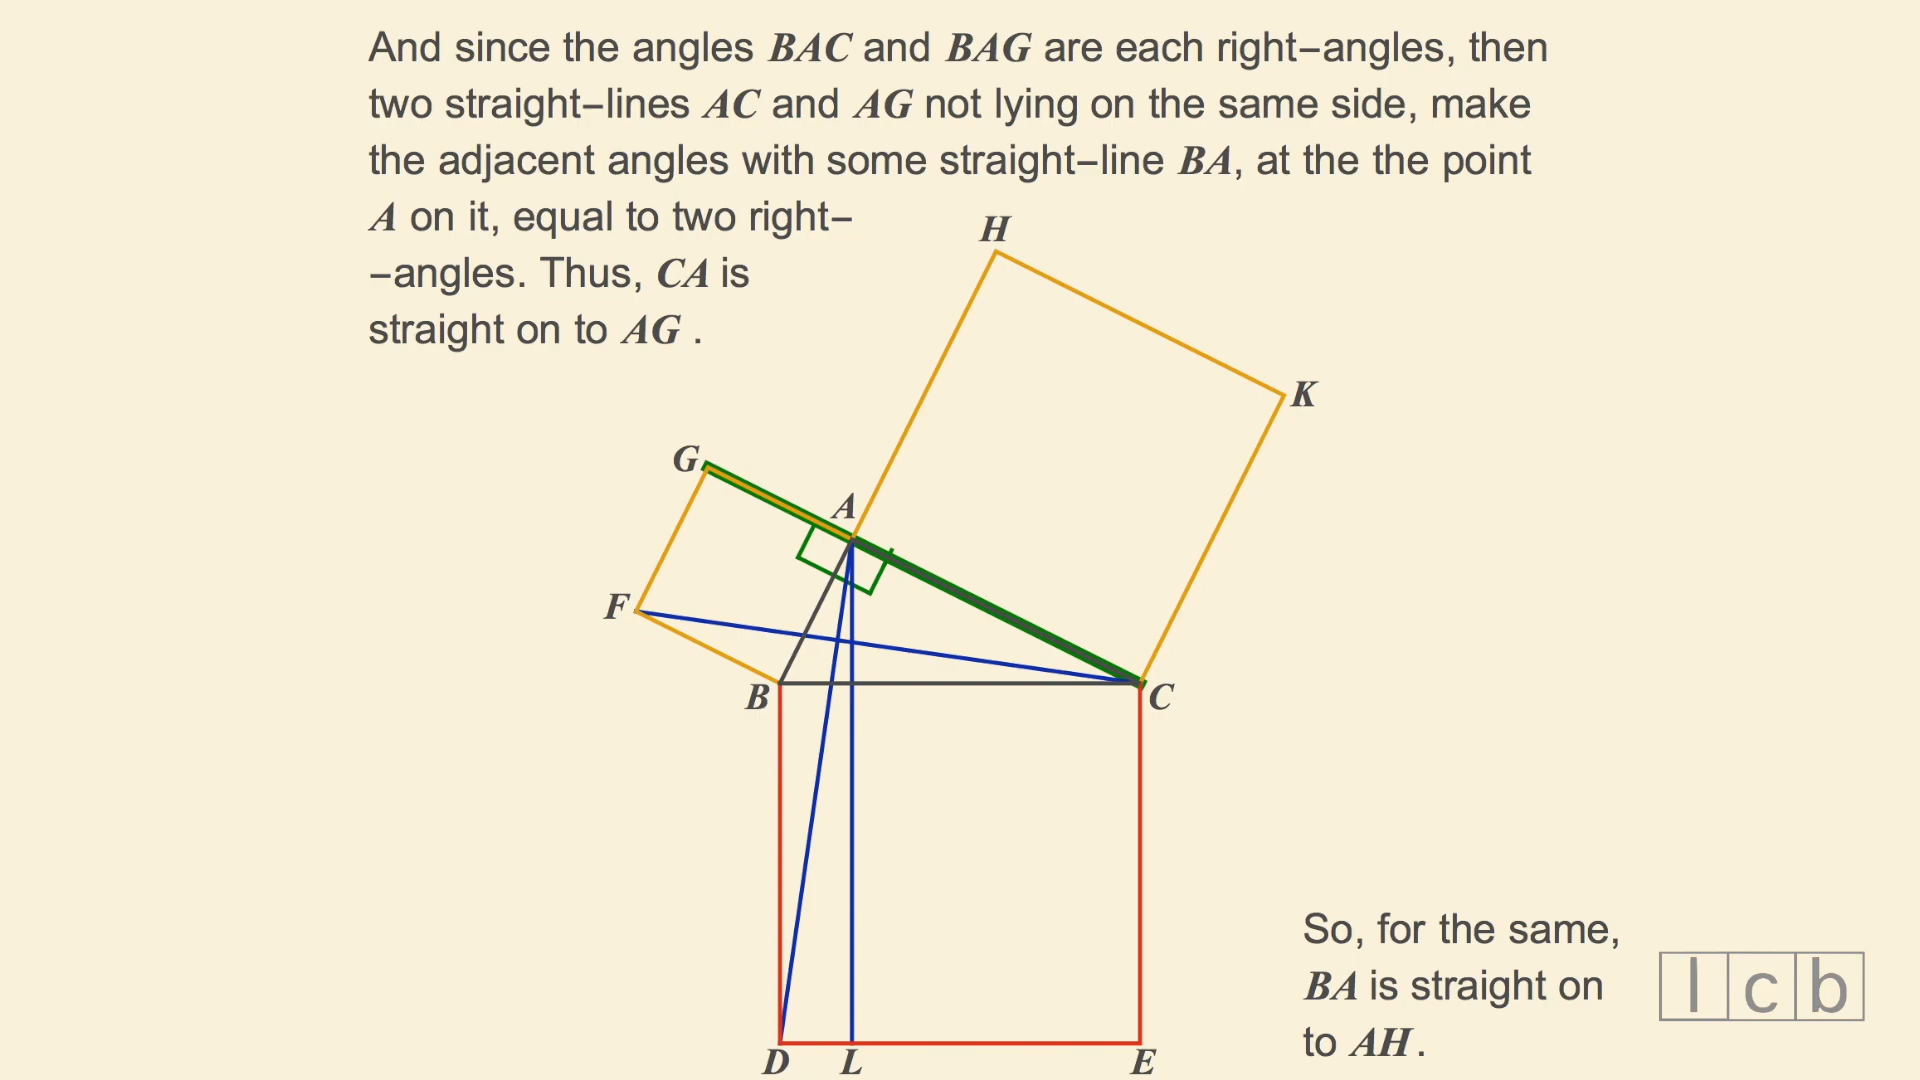 And since the angles BAC and BAG are each right–angles, then
two straight–lines AC and AG not lying on the same side, make
the adjacent angles with some straight–line BA, at the the point
A on it, equal to two right–
–angles. Thus, CA is
straight on to AG .
H
K
G
A
F
B
C
So, for the same,
BA is straight on
to AH .
lcb
D L E